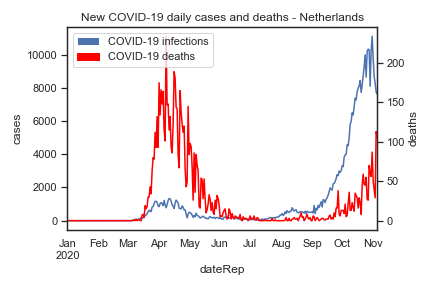 New COVID-19 daily cases and deaths - Netherlands
COVID-19 infections
COVID-19 deaths
cases
10000
8000
6000
4000
2000
0
deaths
200
150
100
50
0
Jan Feb Mar Apr May Jun Jul Aug Sep Oct Nov
2020
dateRep